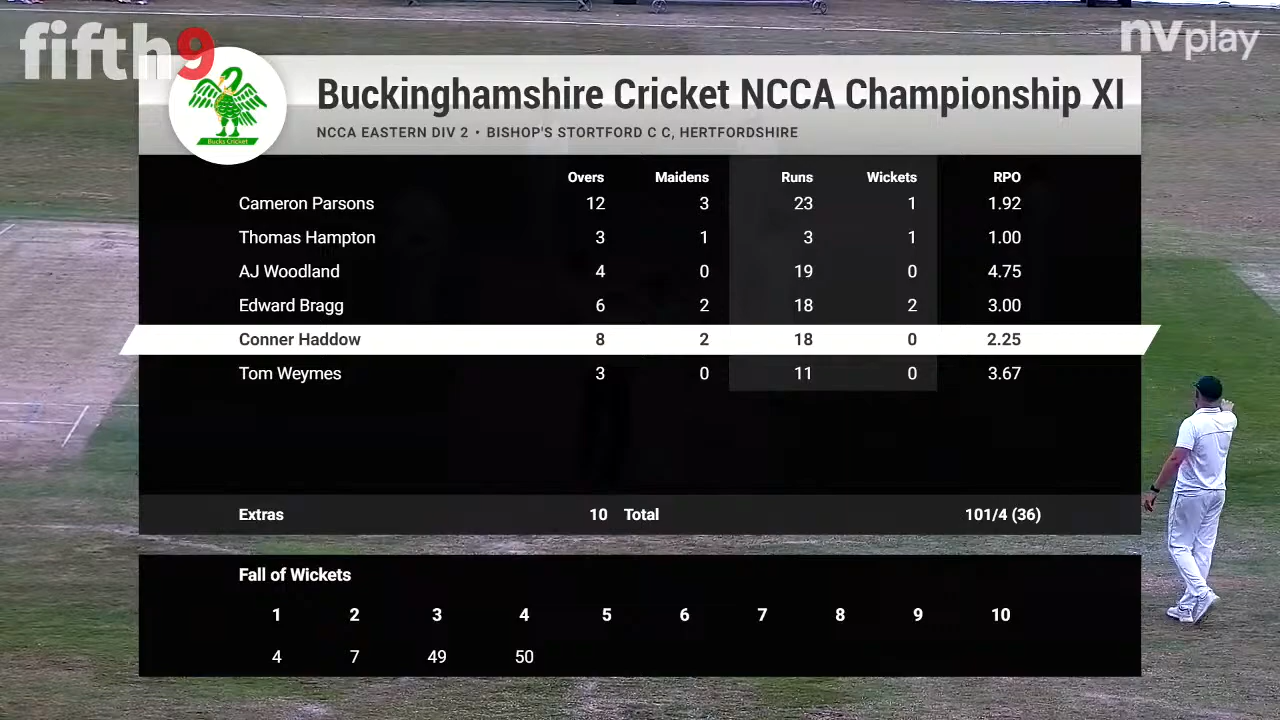 fifth9
nvplay
Buckinghamshire Cricket NCCA Championship XI
NCCA EASTERN DIV 2 • BISHOP'S STORTFORD C C, HERTFORDSHIRE
Bucks Cricket
Overs Maidens Runs Wickets RPO
Cameron Parsons 12 3 23 1 1.92
Thomas Hampton 3 1 3 1 1.00
AJ Woodland 4 0 19 0 4.75
Edward Bragg 6 2 18 2 3.00
Conner Haddow 8 2 18 0 2.25
Tom Weymes 3 0 11 0 3.67
Extras 10 Total 101/4 (36)
Fall of Wickets
1 2 3 4 5 6 7 8 9 10
4 7 49 50